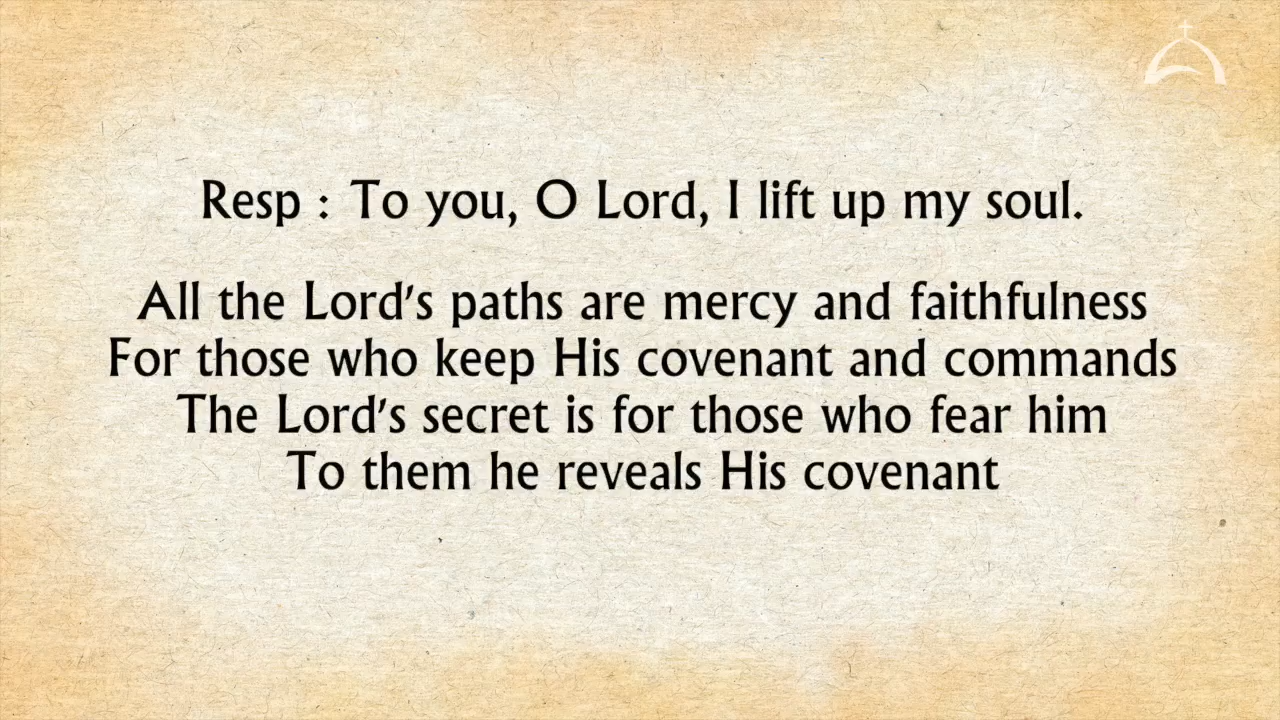 Resp : To you, O Lord, I lift up my soul.
All the Lord's paths are mercy and faithfulness
For those who keep His covenant and commands
The Lord's secret is for those who fear him
To them he reveals His covenant